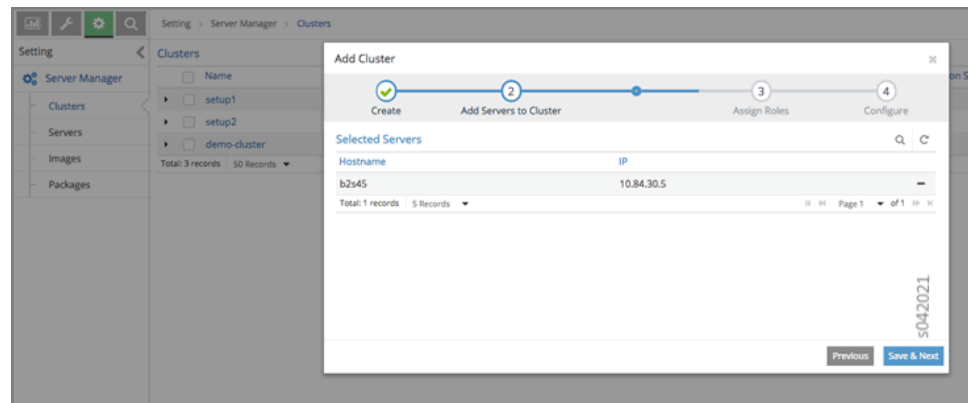 Setting > Server Manager > Clusters
Setting
Server Manager
Clusters
Servers
Images
Packages
Clusters
Name
setup1
setup2
demo-cluster
Total: 3 records 50 Records
on S
Add Cluster
2
3
4
Create
Add Servers to Cluster
Assign Roles
Configure
Selected Servers
Hostname IP
b2s45 10.84.30.5
Total: 1 records 5 Records Page 1 of 1
s042021
Previous Save & Next